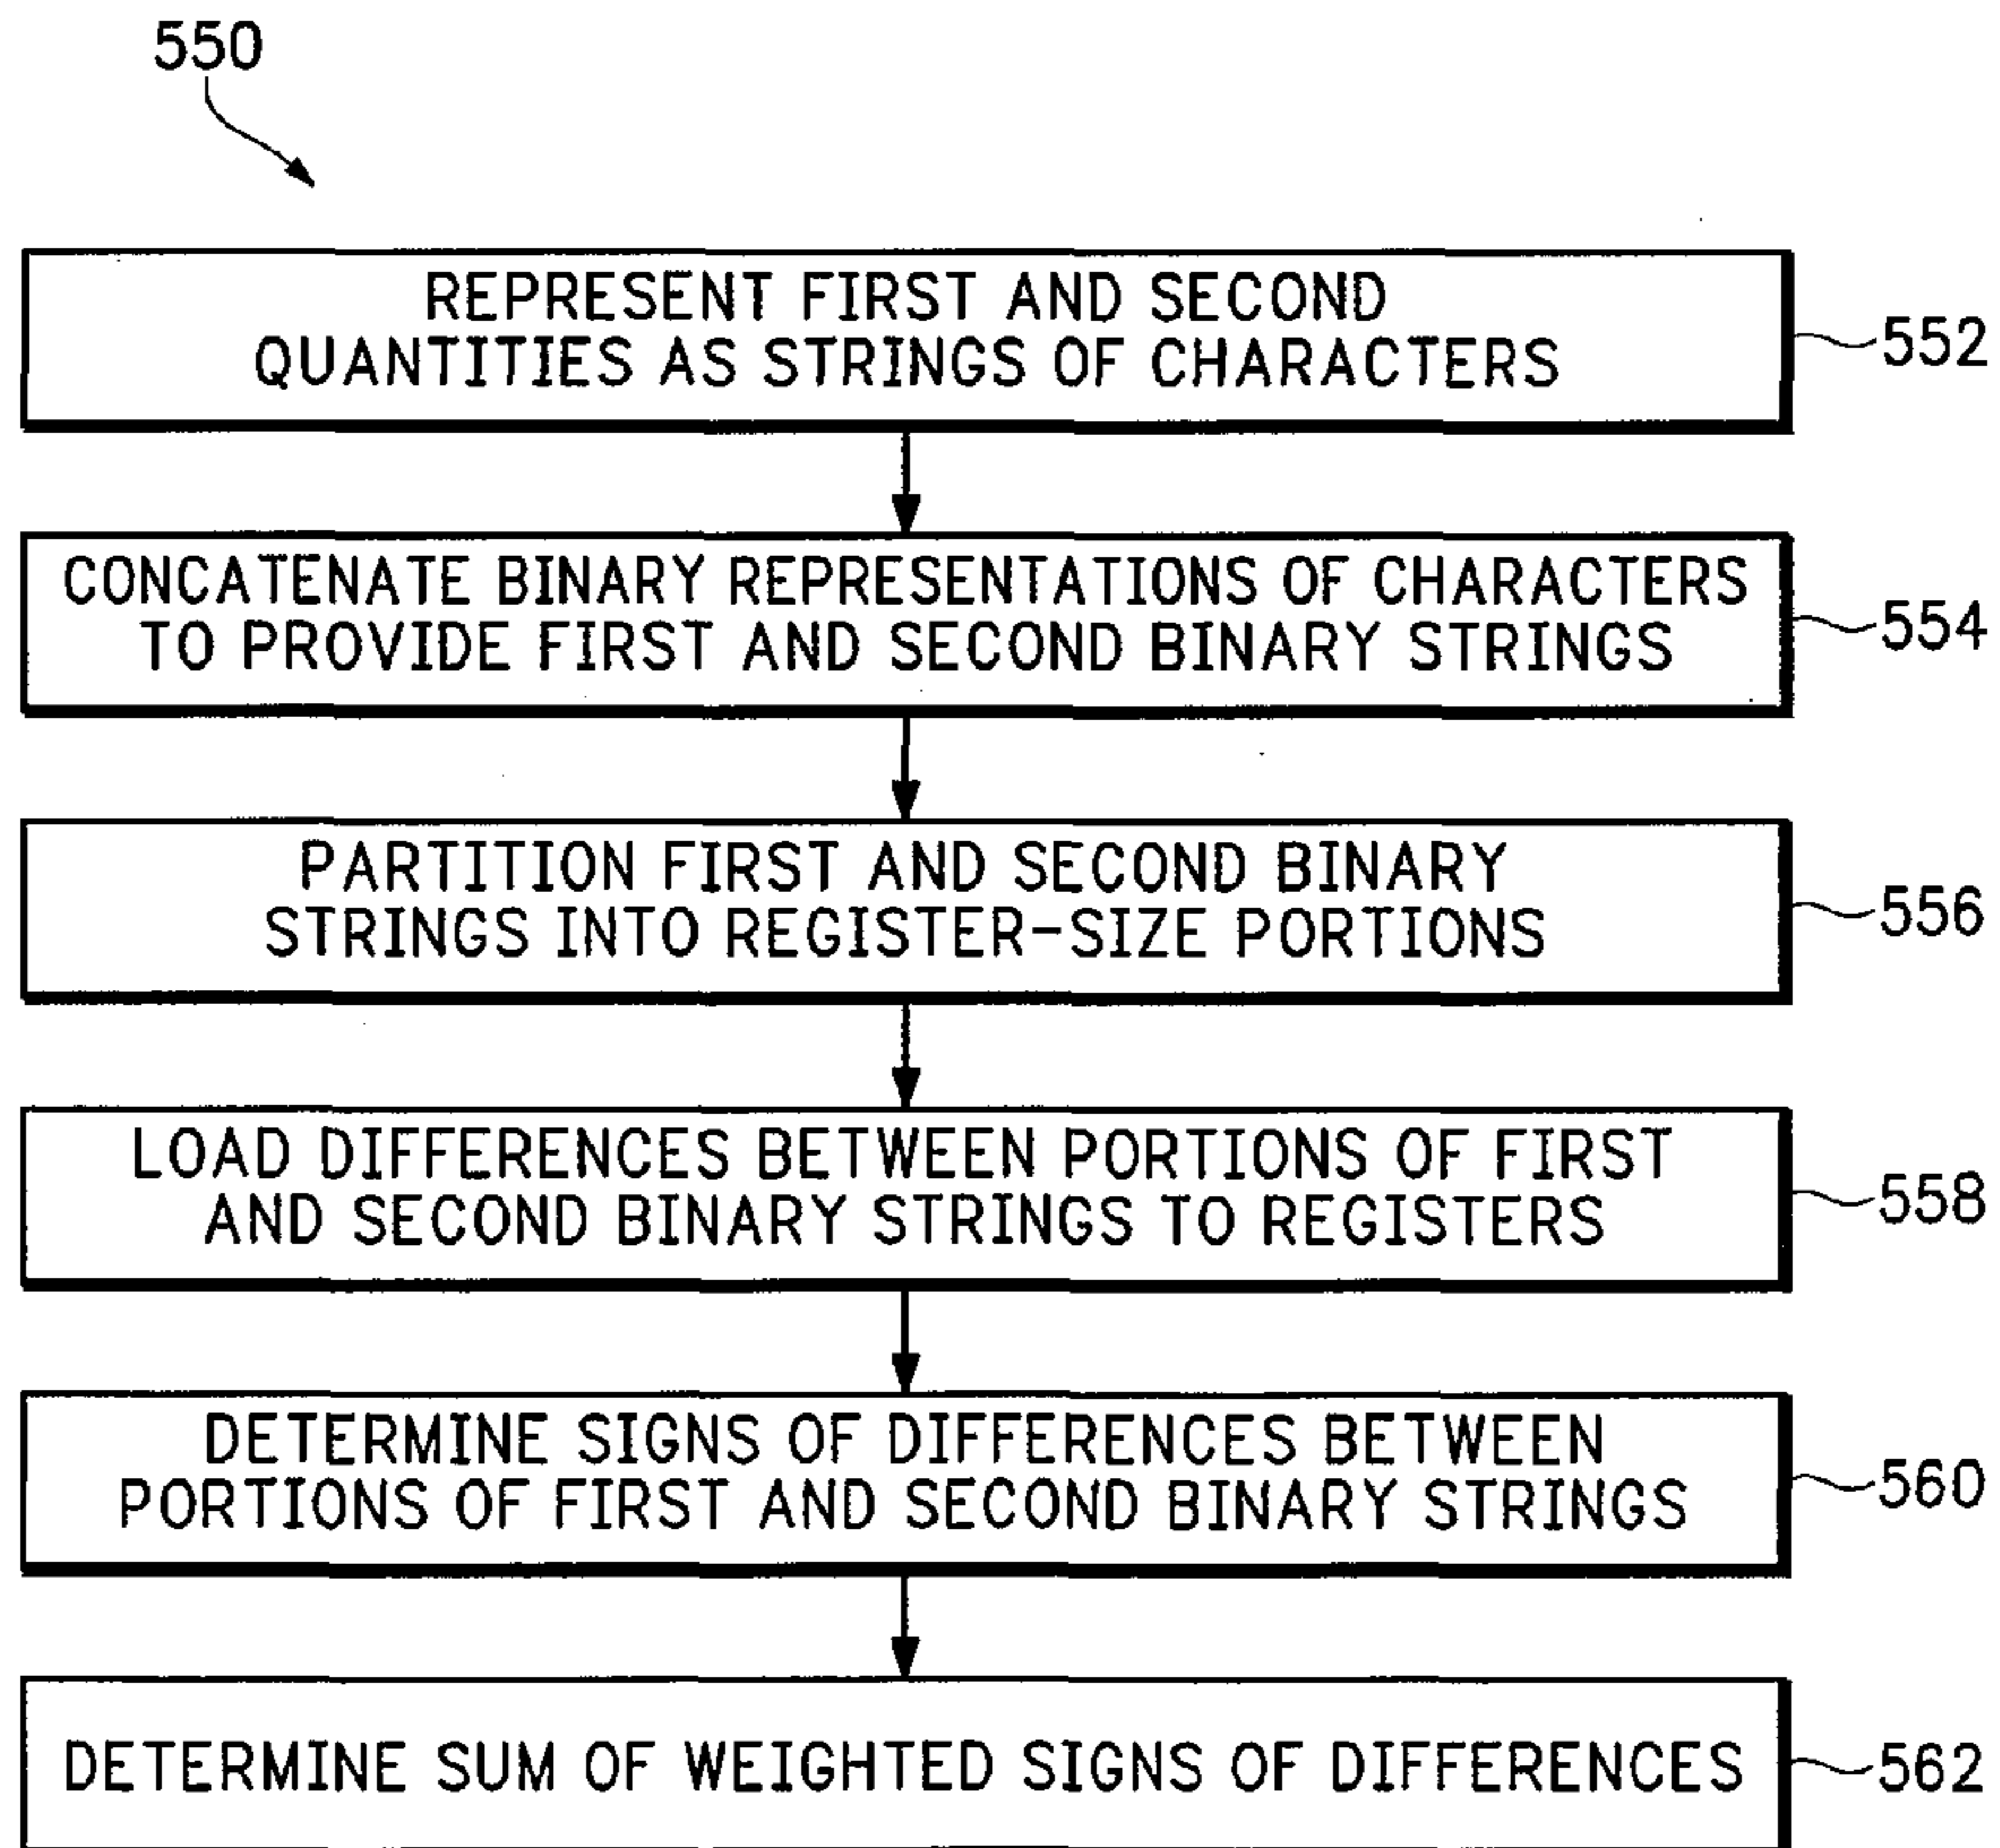 550
REPRESENT FIRST AND SECOND
QUANTITIES AS STRINGS OF CHARACTERS
552
CONCATENATE BINARY REPRESENTATIONS OF CHARACTERS
TO PROVIDE FIRST AND SECOND BINARY STRINGS
554
PARTITION FIRST AND SECOND BINARY
STRINGS INTO REGISTER-SIZE PORTIONS
556
LOAD DIFFERENCES BETWEEN PORTIONS OF FIRST
AND SECOND BINARY STRINGS TO REGISTERS
558
DETERMINE SIGNS OF DIFFERENCES BETWEEN
PORTIONS OF FIRST AND SECOND BINARY STRINGS
560
DETERMINE SUM OF WEIGHTED SIGNS OF DIFFERENCES
562